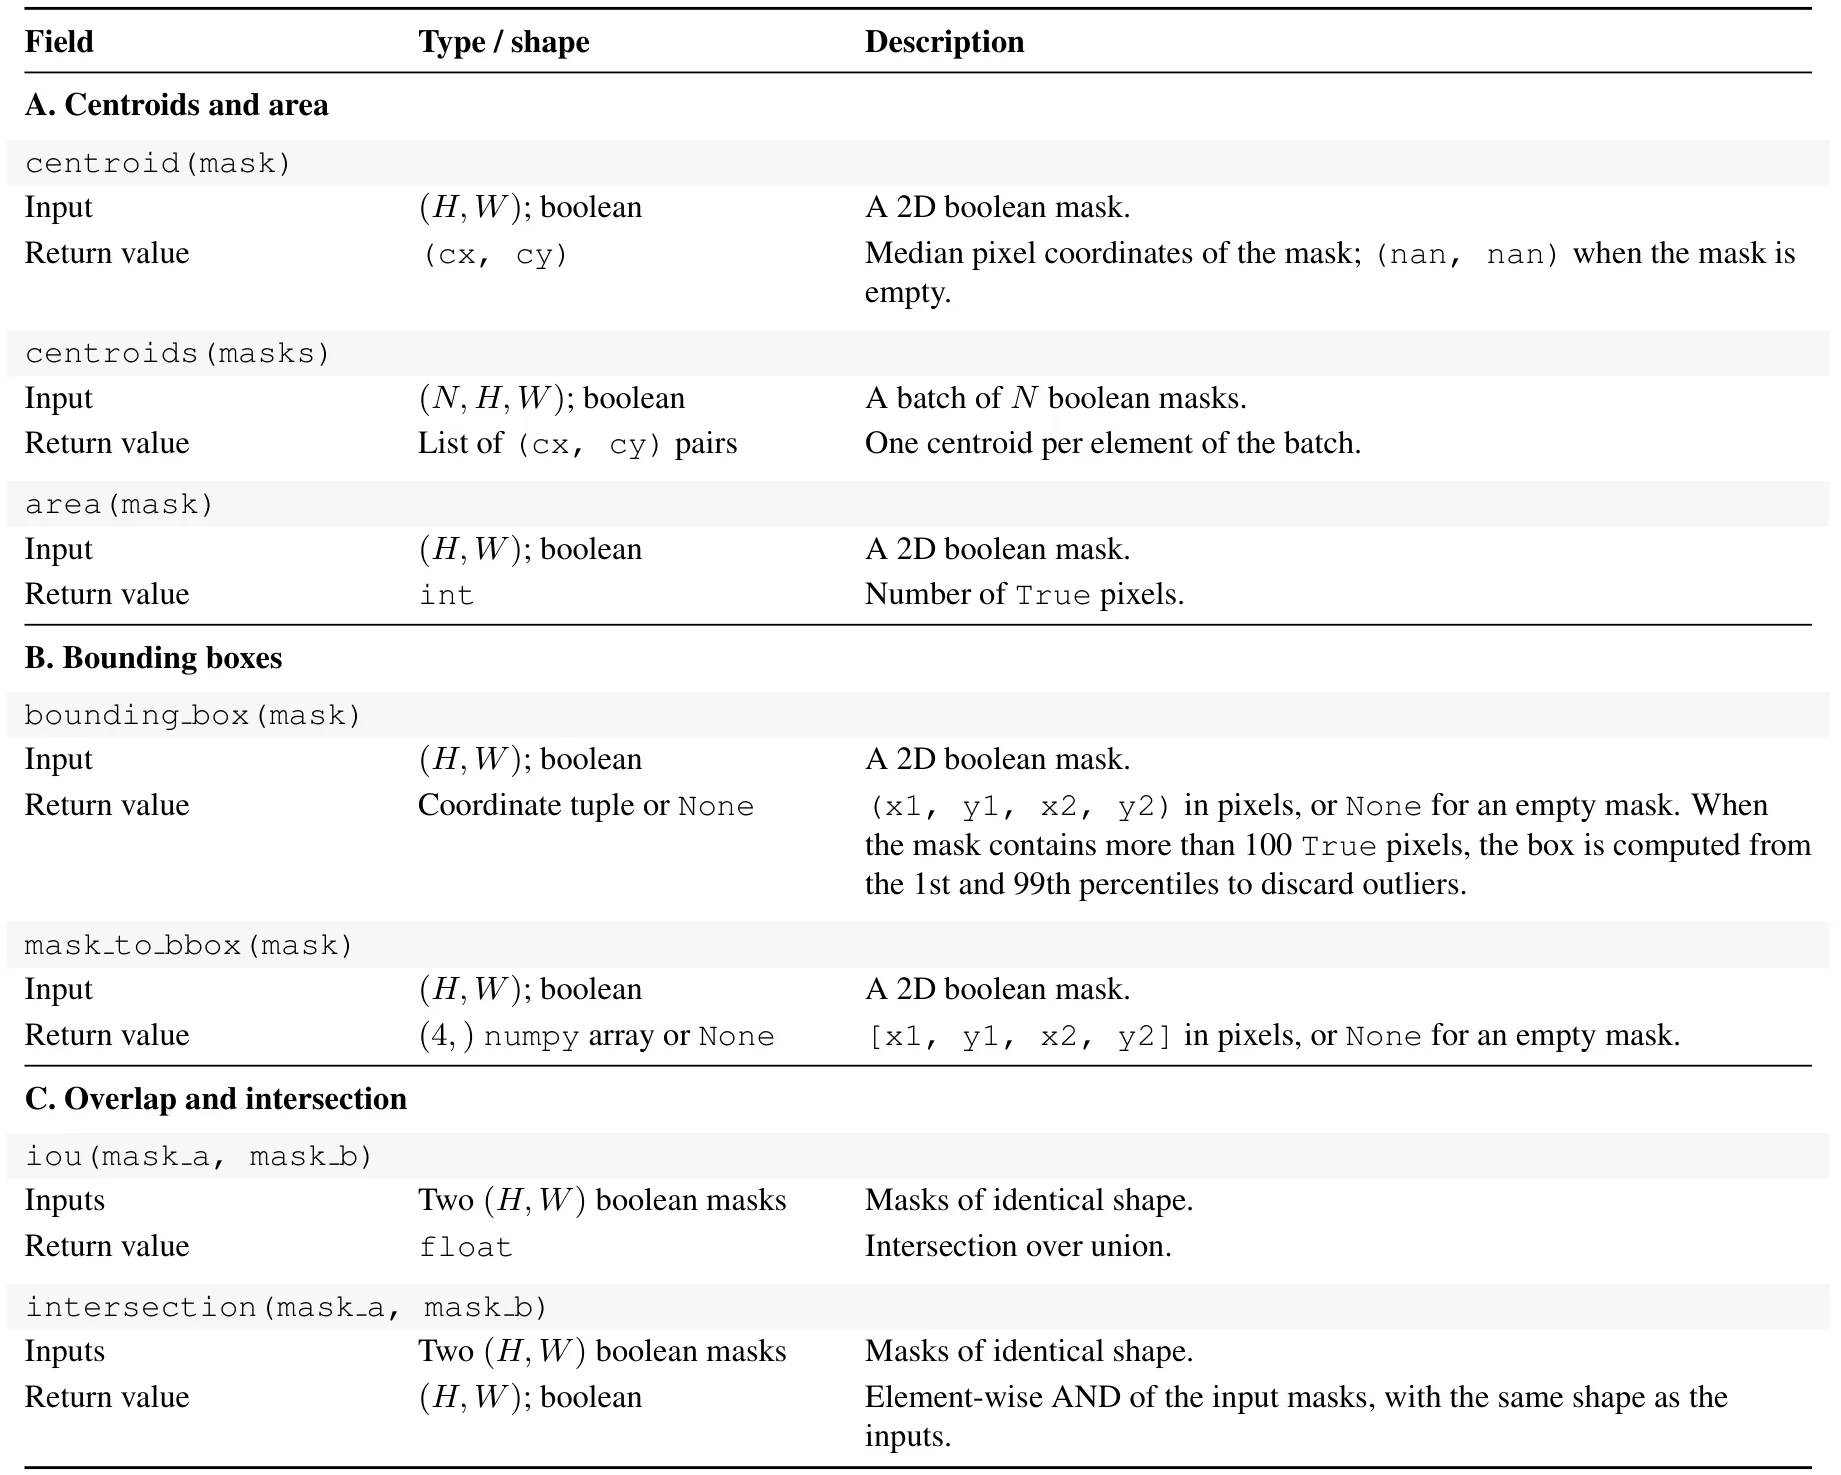 Field Type / shape Description
A. Centroids and area
centroid(mask)
Input (H, W); boolean A 2D boolean mask.
Return value (cx, cy) Median pixel coordinates of the mask; (nan, nan) when the mask is
empty.
centroids(masks)
Input (N, H, W); boolean A batch of N boolean masks.
Return value List of (cx, cy) pairs One centroid per element of the batch.
area(mask)
Input (H, W); boolean A 2D boolean mask.
Return value int Number of True pixels.
B. Bounding boxes
bounding_box(mask)
Input (H, W); boolean A 2D boolean mask.
Return value Coordinate tuple or None (x1, y1, x2, y2) in pixels, or None for an empty mask. When
the mask contains more than 100 True pixels, the box is computed from
the 1st and 99th percentiles to discard outliers.
mask_to_bbox(mask)
Input (H, W); boolean A 2D boolean mask.
Return value (4,) numpy array or None [x1, y1, x2, y2] in pixels, or None for an empty mask.
C. Overlap and intersection
iou(mask_a, mask_b)
Inputs Two (H, W) boolean masks Masks of identical shape.
Return value float Intersection over union.
intersection(mask_a, mask_b)
Inputs Two (H, W) boolean masks Masks of identical shape.
Return value (H, W); boolean Element-wise AND of the input masks, with the same shape as the
inputs.